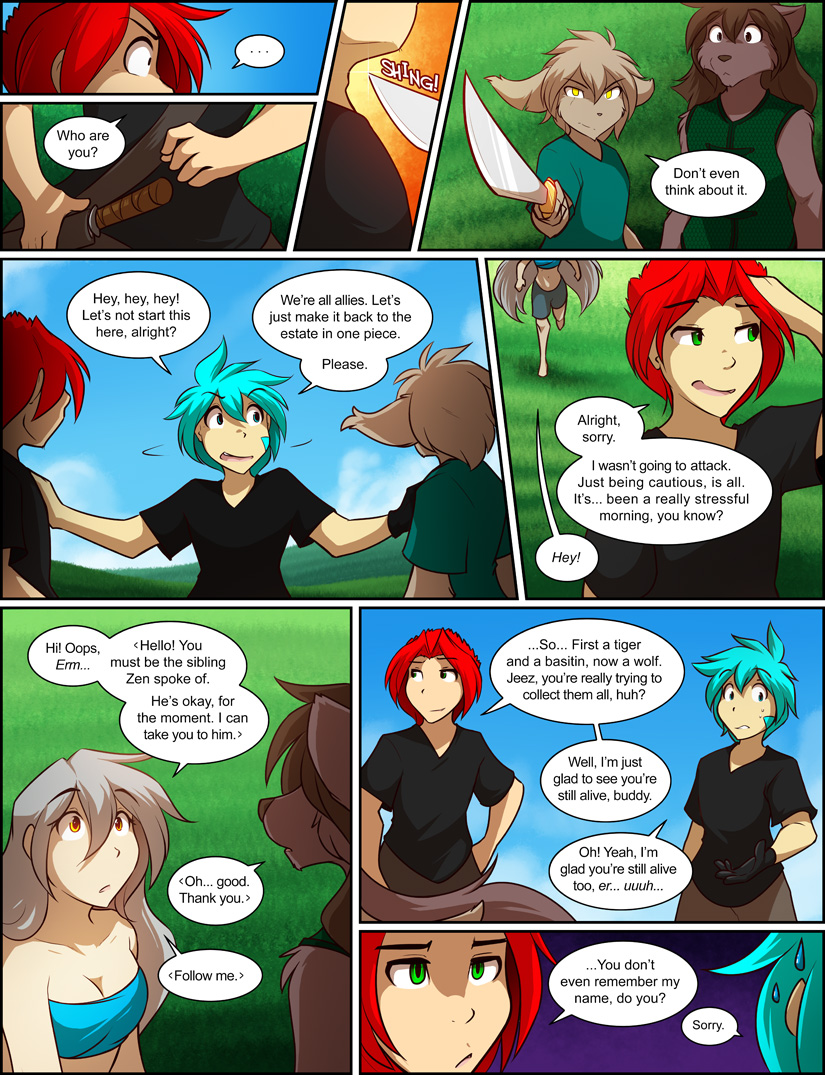 ...
Who are
you?
SHING!
Don't even
think about it.
Hey, hey, hey!
Let's not start this
here, alright?
We're all allies. Let's
just make it back to the
estate in one piece.
Please.
Alright,
sorry.
I wasn't going to attack.
Just being cautious, is all.
It's... been a really stressful
morning, you know?
Hey!
Hi! Oops,
Erm...
‹Hello! You
must be the sibling
Zen spoke of.
He's okay, for
the moment. I can
take you to him.›
‹Oh... good.
Thank you.›
‹Follow me.›
...So... First a tiger
and a basitin, now a wolf.
Jeez, you're really trying to
collect them all, huh?
Well, I'm just
glad to see you're
still alive, buddy.
Oh! Yeah, I'm
glad you're still alive
too, er... uuuh...
...You don't
even remember my
name, do you?
Sorry.